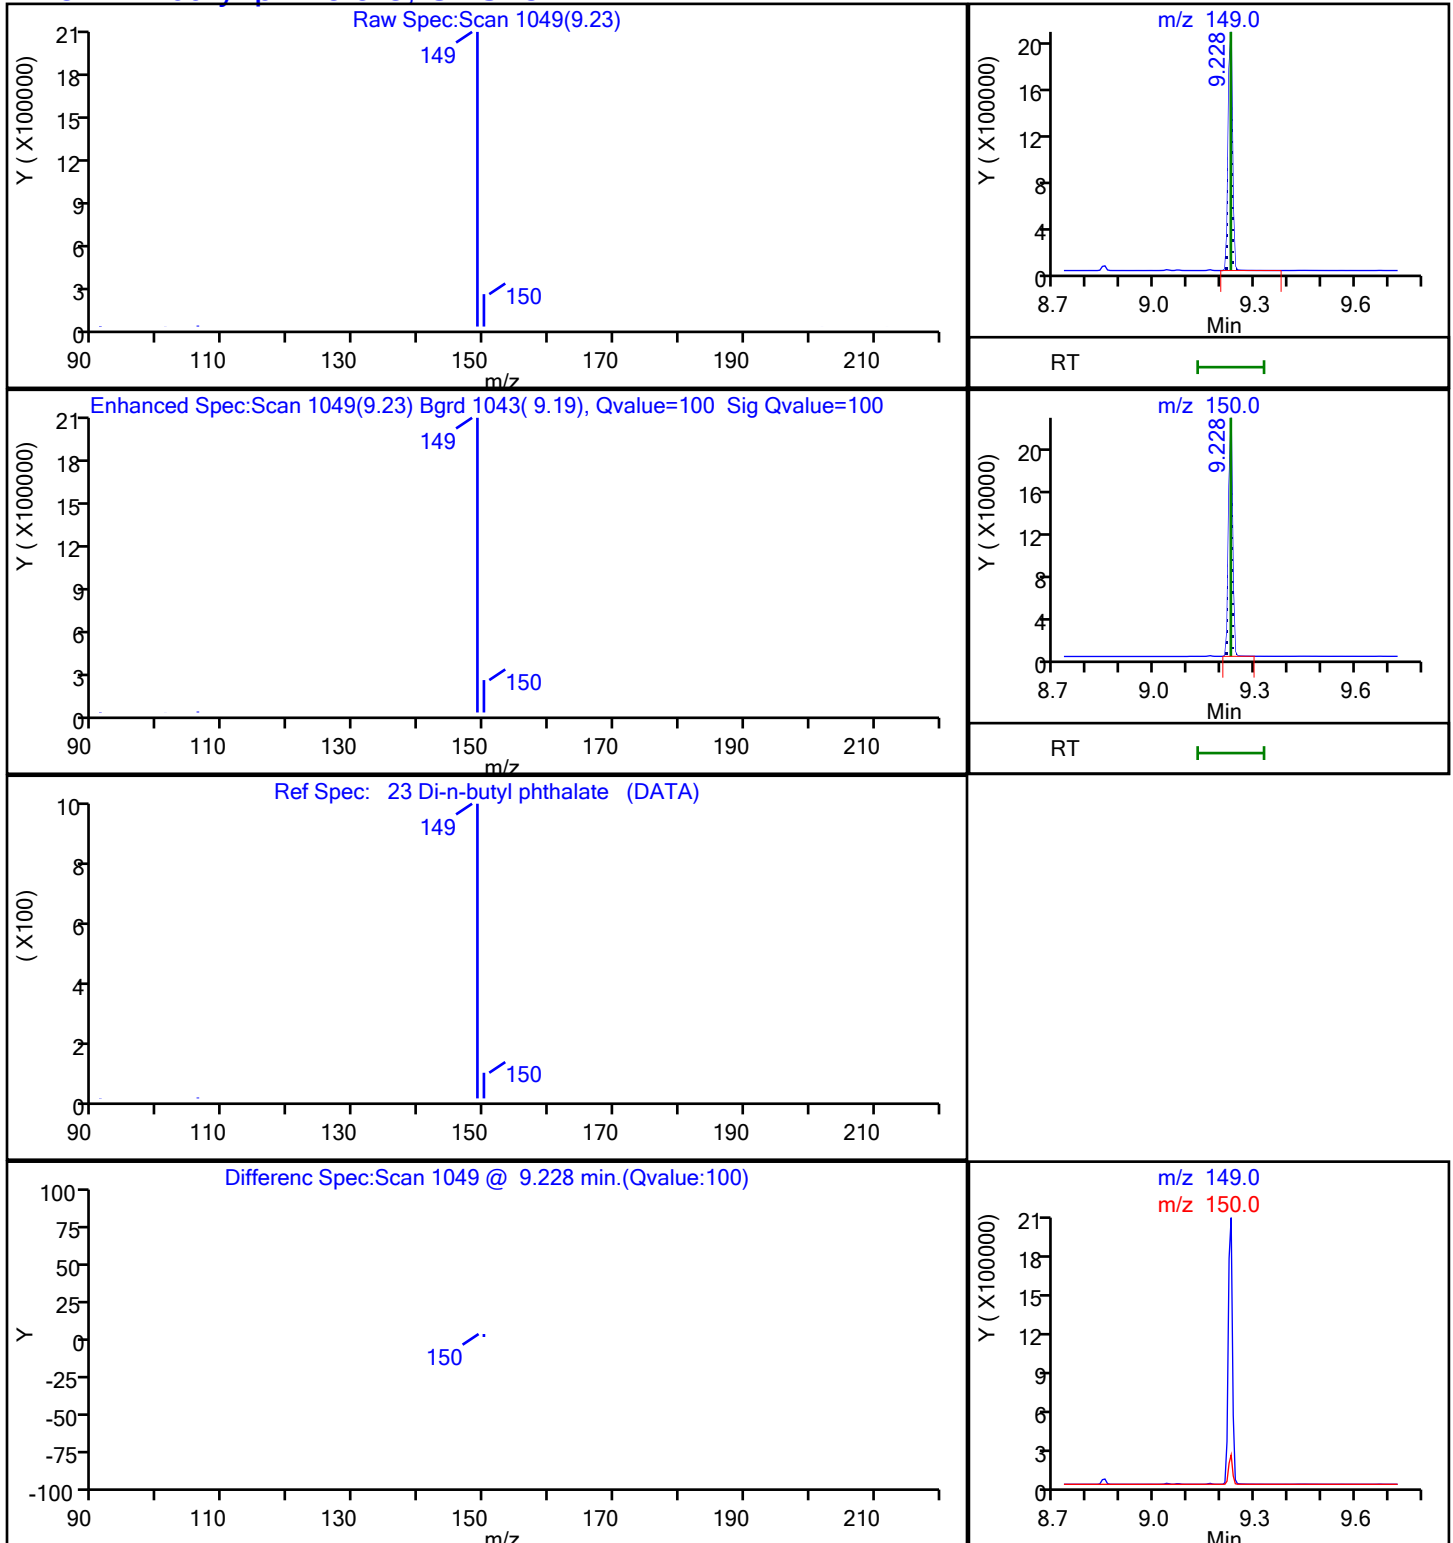 Raw Spec:Scan 1049(9.23)
21
18
15
12
9
6
3
0
Y ( X100000)
149
150
90 110 130 150 170 190 210
m/z
m/z 149.0
20
16
12
8
4
0
Y ( X100000)
9.228
8.7 9.0 9.3 9.6
Min
RT
Enhanced Spec:Scan 1049(9.23) Bgrd 1043( 9.19), Qvalue=100 Sig Qvalue=100
21
18
15
12
9
6
3
0
Y ( X100000)
149
150
90 110 130 150 170 190 210
m/z
m/z 150.0
20
16
12
8
4
0
Y ( X10000)
9.228
8.7 9.0 9.3 9.6
Min
RT
Ref Spec: 23 Di-n-butyl phthalate (DATA)
10
8
6
4
2
0
( X100)
149
150
90 110 130 150 170 190 210
Differenc Spec:Scan 1049 @ 9.228 min.(Qvalue:100)
100
75
50
25
0
-25
-50
-75
-100
Y
150
90 110 130 150 170 190 210
m/z
m/z 149.0
m/z 150.0
21
18
15
12
9
6
3
0
Y ( X100000)
8.7 9.0 9.3 9.6
Min